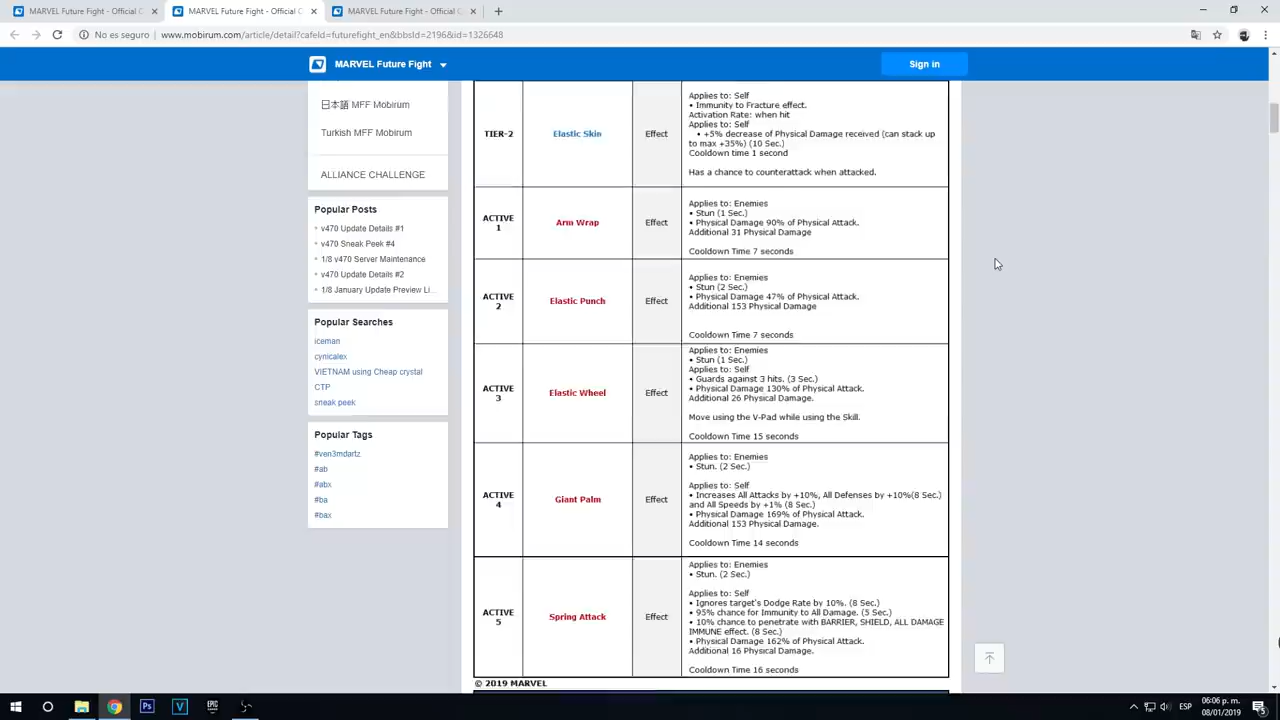 MARVEL Future Fight - Official C
MARVEL Future Fight - Official C
MARVEL Future Fight - Official C
No es seguro | www.mobirum.com/article/detail?cafeId=futurefight_en&bbsId=2196&id=1326648
MARVEL Future Fight
Sign in
日本語 MFF Mobirum
Turkish MFF Mobirum
ALLIANCE CHALLENGE
Popular Posts
v470 Update Details #1
v470 Sneak Peek #4
1/8 v470 Server Maintenance
v470 Update Details #2
1/8 January Update Preview Li...
Popular Searches
iceman
cynicalex
VIETNAM using Cheap crystal
CTP
sneak peek
Popular Tags
#ven3mdartz
#ab
#abx
#ba
#bax
TIER-2
Elastic Skin
Effect
Applies to: Self
• Immunity to Fracture effect.
Activation Rate: when hit
Applies to: Self
• +5% decrease of Physical Damage received (can stack up
to max +35%) (10 Sec.)
Cooldown time 1 second
Has a chance to counterattack when attacked.
ACTIVE
1
Arm Wrap
Effect
Applies to: Enemies
• Stun (1 Sec.)
• Physical Damage 90% of Physical Attack.
Additional 31 Physical Damage
Cooldown Time 7 seconds
ACTIVE
2
Elastic Punch
Effect
Applies to: Enemies
• Stun (2 Sec.)
• Physical Damage 47% of Physical Attack.
Additional 153 Physical Damage
Cooldown Time 7 seconds
ACTIVE
3
Elastic Wheel
Effect
Applies to: Enemies
• Stun (1 Sec.)
Applies to: Self
• Guards against 3 hits. (3 Sec.)
• Physical Damage 130% of Physical Attack.
Additional 26 Physical Damage.
Move using the V-Pad while using the Skill.
Cooldown Time 15 seconds
ACTIVE
4
Giant Palm
Effect
Applies to: Enemies
• Stun. (2 Sec.)
Applies to: Self
• Increases All Attacks by +10%, All Defenses by +10%(8 Sec.)
and All Speeds by +1% (8 Sec.)
• Physical Damage 169% of Physical Attack.
Additional 153 Physical Damage.
Cooldown Time 14 seconds
ACTIVE
5
Spring Attack
Effect
Applies to: Enemies
• Stun. (2 Sec.)
Applies to: Self
• Ignores target's Dodge Rate by 10%. (8 Sec.)
• 95% chance for Immunity to All Damage. (5 Sec.)
• 10% chance to penetrate with BARRIER, SHIELD, ALL DAMAGE
IMMUNE effect. (8 Sec.)
• Physical Damage 162% of Physical Attack.
Additional 16 Physical Damage.
Cooldown Time 16 seconds
© 2019 MARVEL
Ps
V
EPIC
ESP
06:06 p. m.
08/01/2019
5